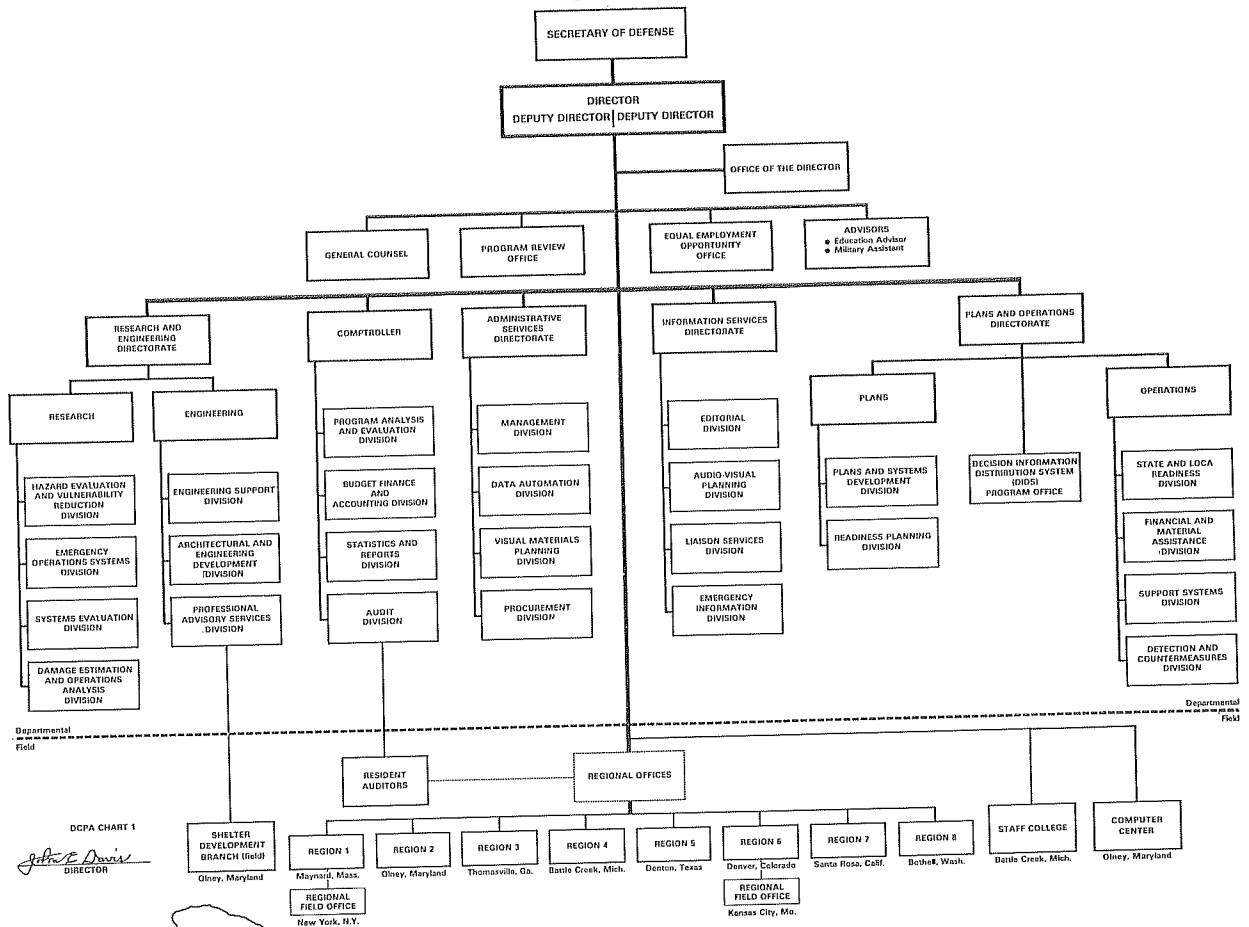 SECRETARY OF DEFENSE
DIRECTOR
DEPUTY DIRECTOR | DEPUTY DIRECTOR
OFFICE OF THE DIRECTOR
GENERAL COUNSEL
PROGRAM REVIEW
OFFICE
EQUAL EMPLOYMENT
OPPORTUNITY
OFFICE
ADVISORS
● Education Advisor
● Military Assistant
RESEARCH AND
ENGINEERING
DIRECTORATE
COMPTROLLER
ADMINISTRATIVE
SERVICES
DIRECTORATE
INFORMATION SERVICES
DIRECTORATE
PLANS AND OPERATIONS
DIRECTORATE
RESEARCH
HAZARD EVALUATION
AND VULNERABILITY
REDUCTION
DIVISION
EMERGENCY
OPERATIONS SYSTEMS
DIVISION
SYSTEMS EVALUATION
DIVISION
DAMAGE ESTIMATION
AND OPERATIONS
ANALYSIS
DIVISION
ENGINEERING
ENGINEERING SUPPORT
DIVISION
ARCHITECTURAL AND
ENGINEERING
DEVELOPMENT
DIVISION
PROFESSIONAL
ADVISORY SERVICES
DIVISION
PROGRAM ANALYSIS
AND EVALUATION
DIVISION
BUDGET FINANCE
AND
ACCOUNTING DIVISION
STATISTICS AND
REPORTS
DIVISION
AUDIT
DIVISION
MANAGEMENT
DIVISION
DATA AUTOMATION
DIVISION
VISUAL MATERIALS
PLANNING
DIVISION
PROCUREMENT
DIVISION
EDITORIAL
DIVISION
AUDIO-VISUAL
PLANNING
DIVISION
LIAISON SERVICES
DIVISION
EMERGENCY
INFORMATION
DIVISION
PLANS
PLANS AND SYSTEMS
DEVELOPMENT
DIVISION
READINESS PLANNING
DIVISION
DECISION INFORMATION
DISTRIBUTION SYSTEM
(DIDS)
PROGRAM OFFICE
OPERATIONS
STATE AND LOCA
READINESS
DIVISION
FINANCIAL AND
MATERIAL
ASSISTANCE
DIVISION
SUPPORT SYSTEMS
DIVISION
DETECTION AND
COUNTERMEASURES
DIVISION
Departmental
Field
Departmental
Field
RESIDENT
AUDITORS
REGIONAL OFFICES
DCPA CHART 1
John E Davis
DIRECTOR
SHELTER
DEVELOPMENT
BRANCH (field)
Olney, Maryland
REGION 1
Maynard, Mass.
REGIONAL
FIELD OFFICE
New York, N.Y.
REGION 2
Olney, Maryland
REGION 3
Thomasville, Ga.
REGION 4
Battle Creek, Mich.
REGION 5
Denton, Texas
REGION 6
Denver, Colorado
REGIONAL
FIELD OFFICE
Kansas City, Mo.
REGION 7
Santa Rosa, Calif.
REGION 8
Bothell, Wash.
STAFF COLLEGE
Battle Creek, Mich.
COMPUTER
CENTER
Olney, Maryland